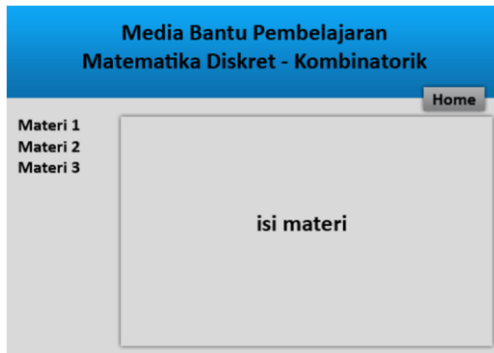 Media Bantu Pembelajaran
Matematika Diskret - Kombinatorik
Home
Materi 1
Materi 2
Materi 3
isi materi